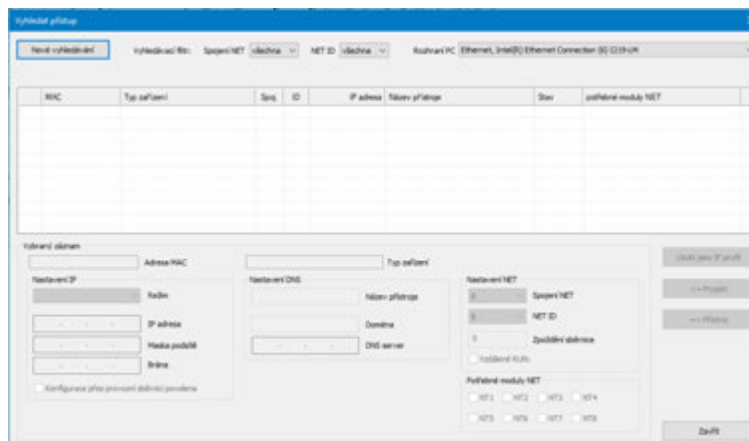 Vyhledat přístup
Nové vyhledávání Vyhledávací filtr: Spojení NET všechna NET ID všechna Rozhraní PC Ethernet, Intel(R) Ethernet Connection (6) I219-LM
MAC Typ zařízení Spoj. ID IP adresa Název přístroje Stav potřebné moduly NET
Vybraný záznam
Adresa MAC Typ zařízení Uložit jako IP profil
Nastavení IP Nastavení DNS Nastavení NET
Režim Název přístroje 0 Spojení NET
IP adresa Doména 0 NET ID
Maska podsítě DNS server 0 Zpoždění sběrnice
Brána Vzdálené RUN
Konfigurace přes provozní sběrnici povolena
Potřebné moduly NET
NT1 NT2 NT3 NT4
NT5 NT6 NT7 NT8
Zavřít